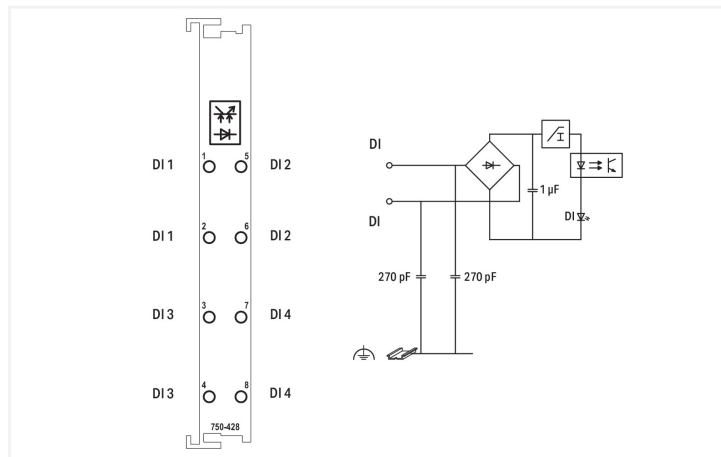 1 5
DI 1 DI 2
2 6
DI 1 DI 2
3 7
DI 3 DI 4
4 8
DI 3 DI 4
750-428
DI
DI
1 µF
DI
270 pF 270 pF